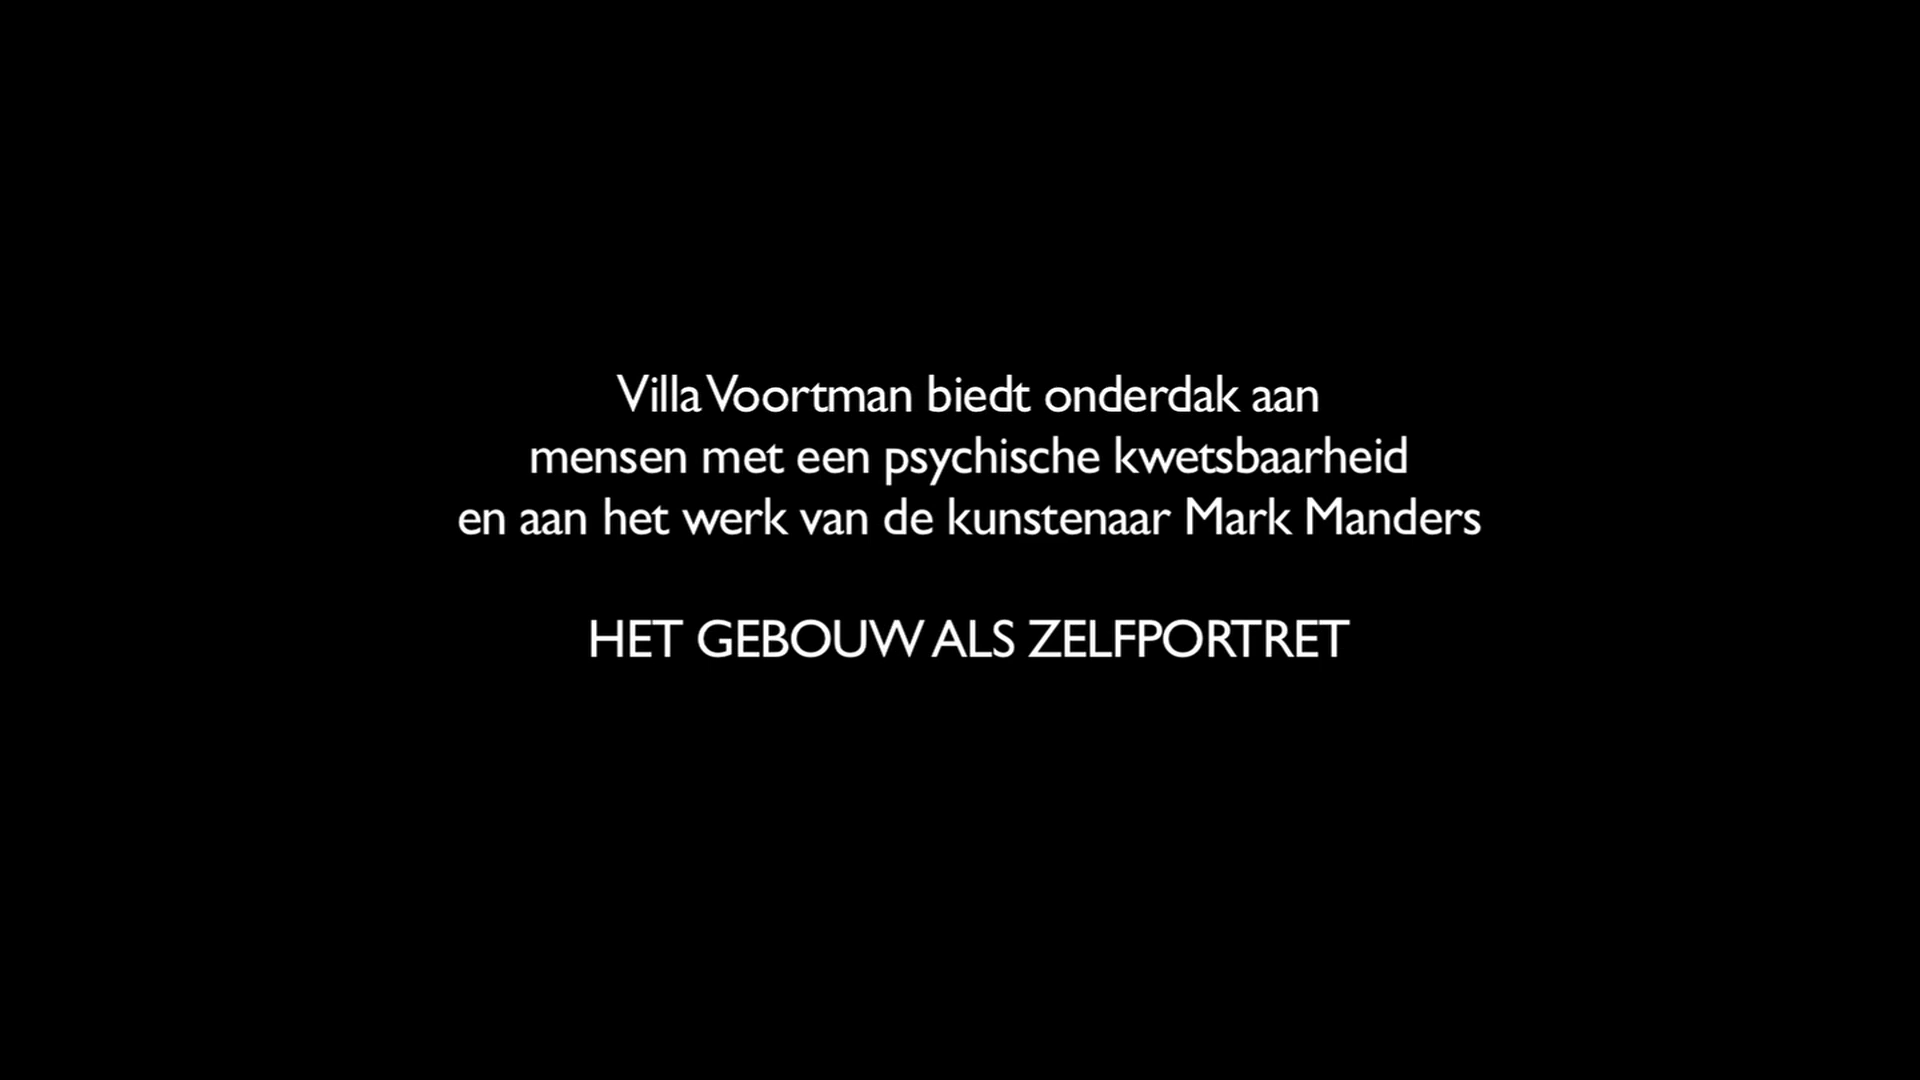 Villa Voortman biedt onderdak aan
mensen met een psychische kwetsbaarheid
en aan het werk van de kunstenaar Mark Manders
HET GEBOUW ALS ZELFPORTRET